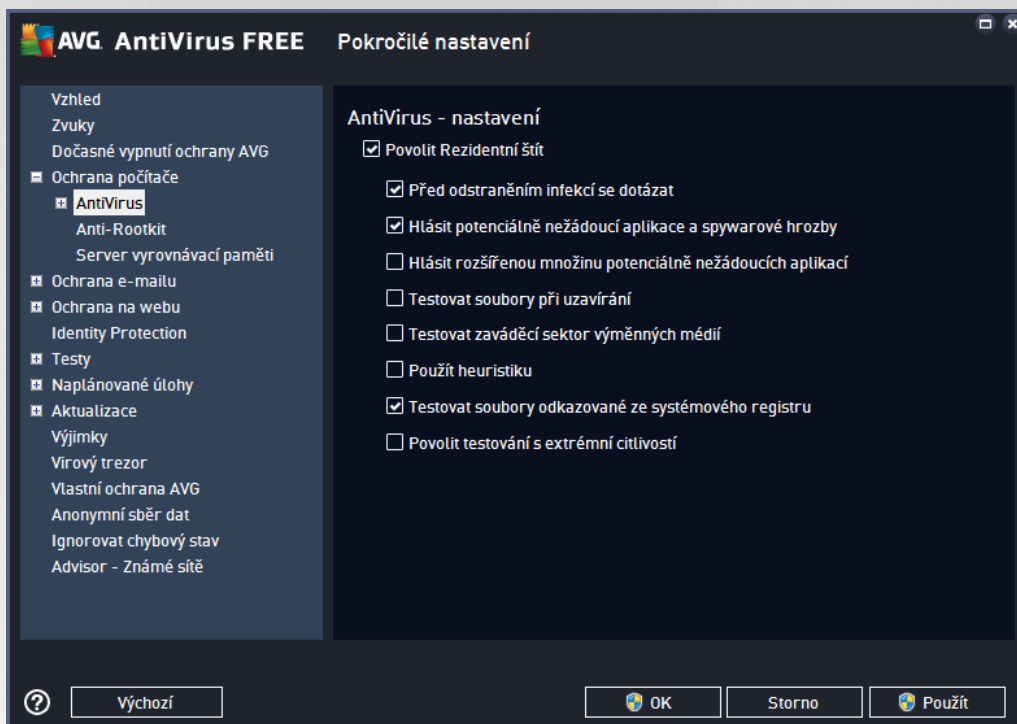 AVG. AntiVirus FREE Pokročilé nastavení
Vzhled
Zvuky
Dočasné vypnutí ochrany AVG
Ochrana počítače
AntiVirus
Anti-Rootkit
Server vyrovnávací paměti
Ochrana e-mailu
Ochrana na webu
Identity Protection
Testy
Naplánované úlohy
Aktualizace
Výjimky
Virový trezor
Vlastní ochrana AVG
Anonymní sběr dat
Ignorovat chybový stav
Advisor - Známé sítě
AntiVirus - nastavení
Povolit Rezidentní štít
Před odstraněním infekcí se dotázat
Hlásit potenciálně nežádoucí aplikace a spywarové hrozby
Hlásit rozšířenou množinu potenciálně nežádoucích aplikací
Testovat soubory při uzavírání
Testovat zaváděcí sektor výměnných médií
Použít heuristiku
Testovat soubory odkazované ze systémového registru
Povolit testování s extrémní citlivostí
? Výchozí OK Storno Použít